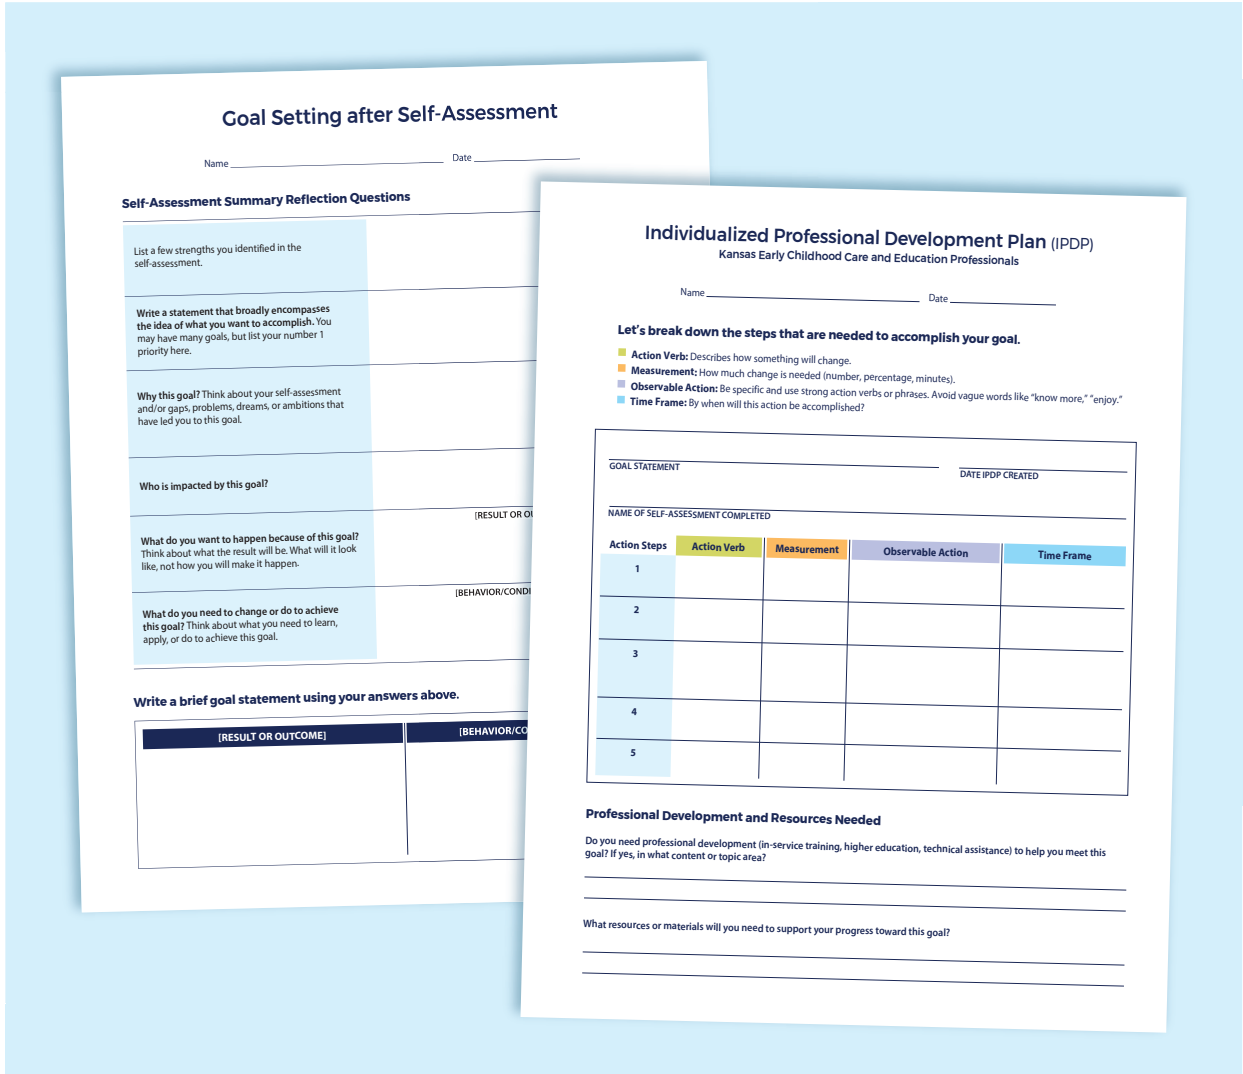 Goal Setting after Self-Assessment
Name Date
Self-Assessment Summary Reflection Questions
List a few strengths you identified in the
self-assessment.
Write a statement that broadly encompasses
the idea of what you want to accomplish. You
may have many goals, but list your number 1
priority here.
Why this goal? Think about your self-assessment
and/or gaps, problems, dreams, or ambitions that
have led you to this goal.
Who is impacted by this goal?
[RESULT OR OU
What do you want to happen because of this goal?
Think about what the result will be. What will it look
like, not how you will make it happen.
[BEHAVIOR/CONDI
What do you need to change or do to achieve
this goal? Think about what you need to learn,
apply, or do to achieve this goal.
Write a brief goal statement using your answers above.
[RESULT OR OUTCOME] [BEHAVIOR/CO
Individualized Professional Development Plan (IPDP)
Kansas Early Childhood Care and Education Professionals
Name Date
Let's break down the steps that are needed to accomplish your goal.
Action Verb: Describes how something will change.
Measurement: How much change is needed (number, percentage, minutes).
Observable Action: Be specific and use strong action verbs or phrases. Avoid vague words like “know more,” “enjoy.”
Time Frame: By when will this action be accomplished?
GOAL STATEMENT DATE IPDP CREATED
NAME OF SELF-ASSESSMENT COMPLETED
Action Steps Action Verb Measurement Observable Action Time Frame
1
2
3
4
5
Professional Development and Resources Needed
Do you need professional development (in-service training, higher education, technical assistance) to help you meet this
goal? If yes, in what content or topic area?
What resources or materials will you need to support your progress toward this goal?